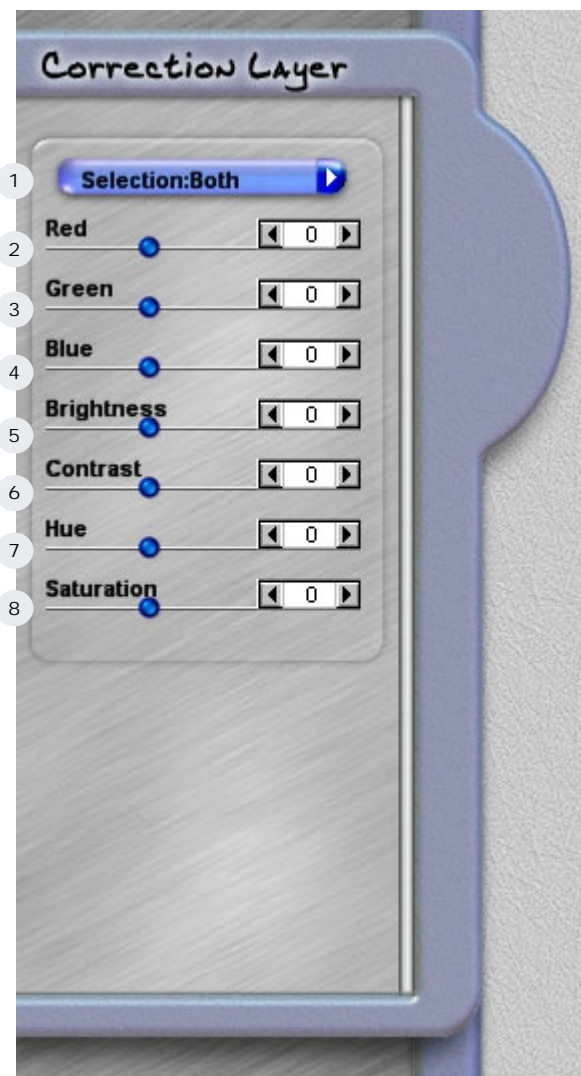 Correction Layer
1 Selection:Both
2 Red 0
3 Green 0
4 Blue 0
5 Brightness 0
6 Contrast 0
7 Hue 0
8 Saturation 0